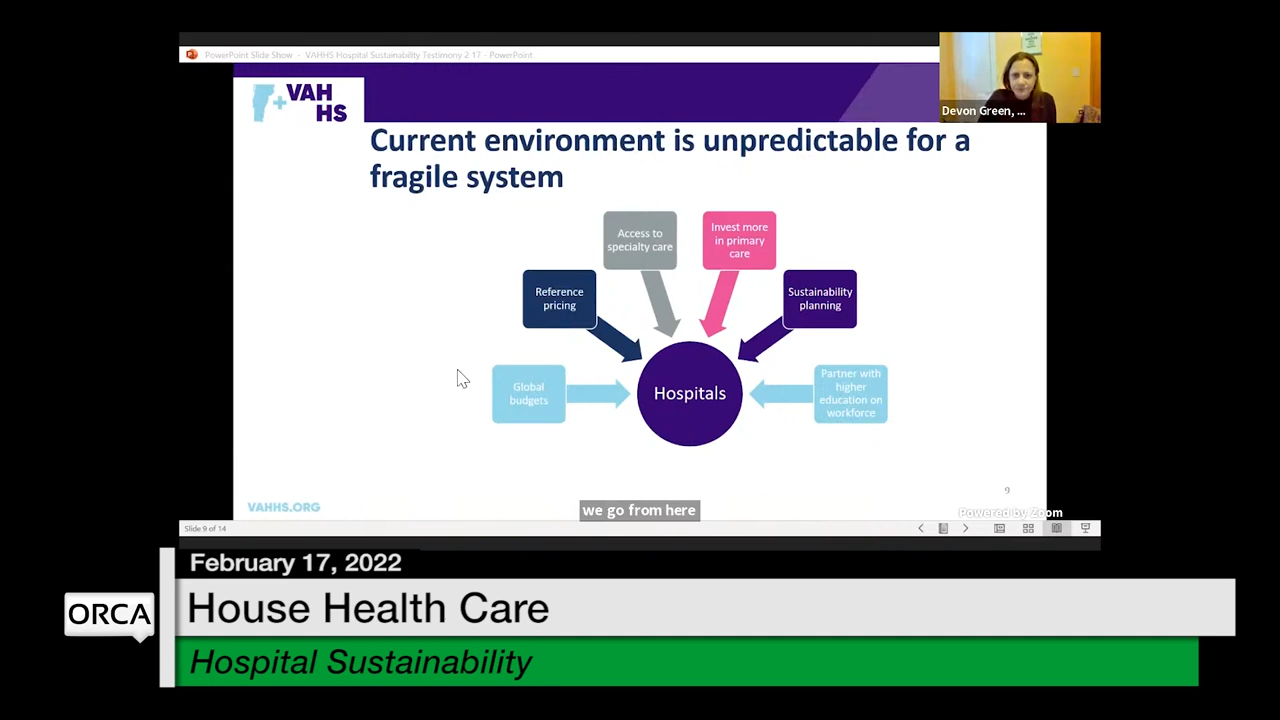 PowerPoint Slide Show - VAHHS Hospital Sustainability Testimony 2 17 - PowerPoint
Devon Green, ...
VAH
HS
Current environment is unpredictable for a
fragile system
Access to
specialty care
Invest more
in primary
care
Reference
pricing
Sustainability
planning
Global
budgets
Hospitals
Partner with
higher
education on
workforce
9
VAHHS.ORG
we go from here
Powered by Zoom
Slide 9 of 14
February 17, 2022
ORCA
House Health Care
Hospital Sustainability